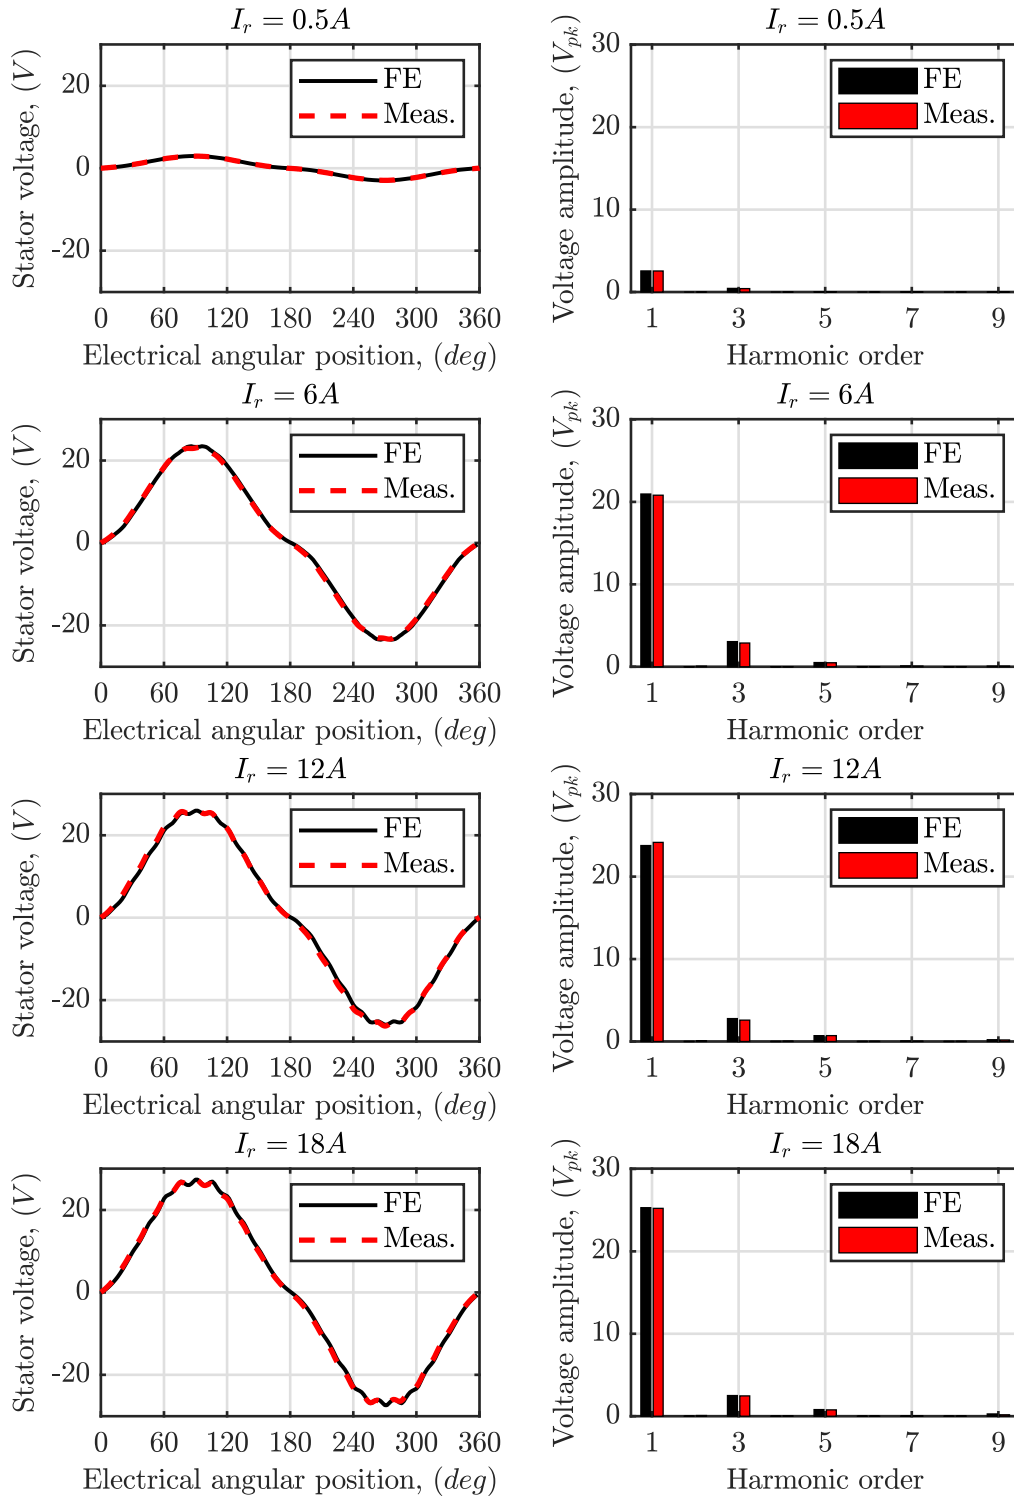 I_r = 0.5A
Stator voltage, (V)
20
0
-20
FE
Meas.
0 60 120 180 240 300 360
Electrical angular position, (deg)
I_r = 0.5A
Voltage amplitude, (V_pk)
30
20
10
0
FE
Meas.
1 3 5 7 9
Harmonic order
I_r = 6A
Stator voltage, (V)
20
0
-20
FE
Meas.
0 60 120 180 240 300 360
Electrical angular position, (deg)
I_r = 6A
Voltage amplitude, (V_pk)
30
20
10
0
FE
Meas.
1 3 5 7 9
Harmonic order
I_r = 12A
Stator voltage, (V)
20
0
-20
FE
Meas.
0 60 120 180 240 300 360
Electrical angular position, (deg)
I_r = 12A
Voltage amplitude, (V_pk)
30
20
10
0
FE
Meas.
1 3 5 7 9
Harmonic order
I_r = 18A
Stator voltage, (V)
20
0
-20
FE
Meas.
0 60 120 180 240 300 360
Electrical angular position, (deg)
I_r = 18A
Voltage amplitude, (V_pk)
30
20
10
0
FE
Meas.
1 3 5 7 9
Harmonic order